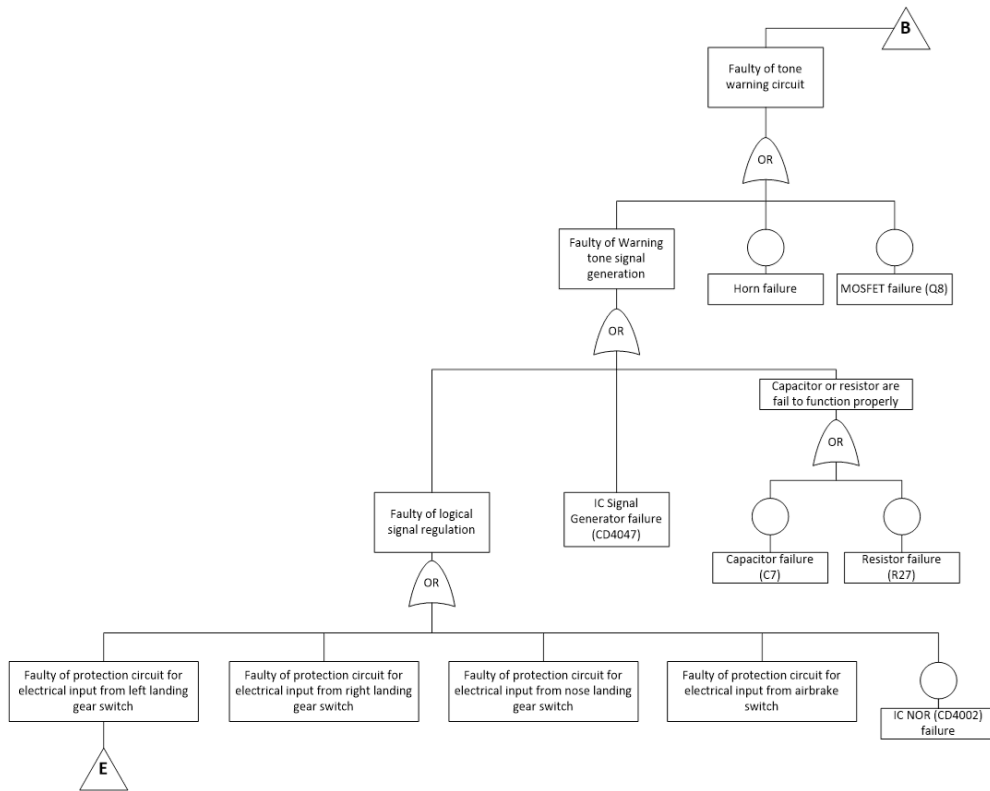 B
Faulty of tone
warning circuit
OR
Faulty of Warning
tone signal
generation
Horn failure
MOSFET failure (Q8)
OR
Capacitor or resistor are
fail to function properly
OR
Faulty of logical
signal regulation
IC Signal
Generator failure
(CD4047)
Capacitor failure
(C7)
Resistor failure
(R27)
OR
Faulty of protection circuit for
electrical input from left landing
gear switch
Faulty of protection circuit for
electrical input from right landing
gear switch
Faulty of protection circuit for
electrical input from nose landing
gear switch
Faulty of protection circuit for
electrical input from airbrake
switch
IC NOR (CD4002)
failure
E